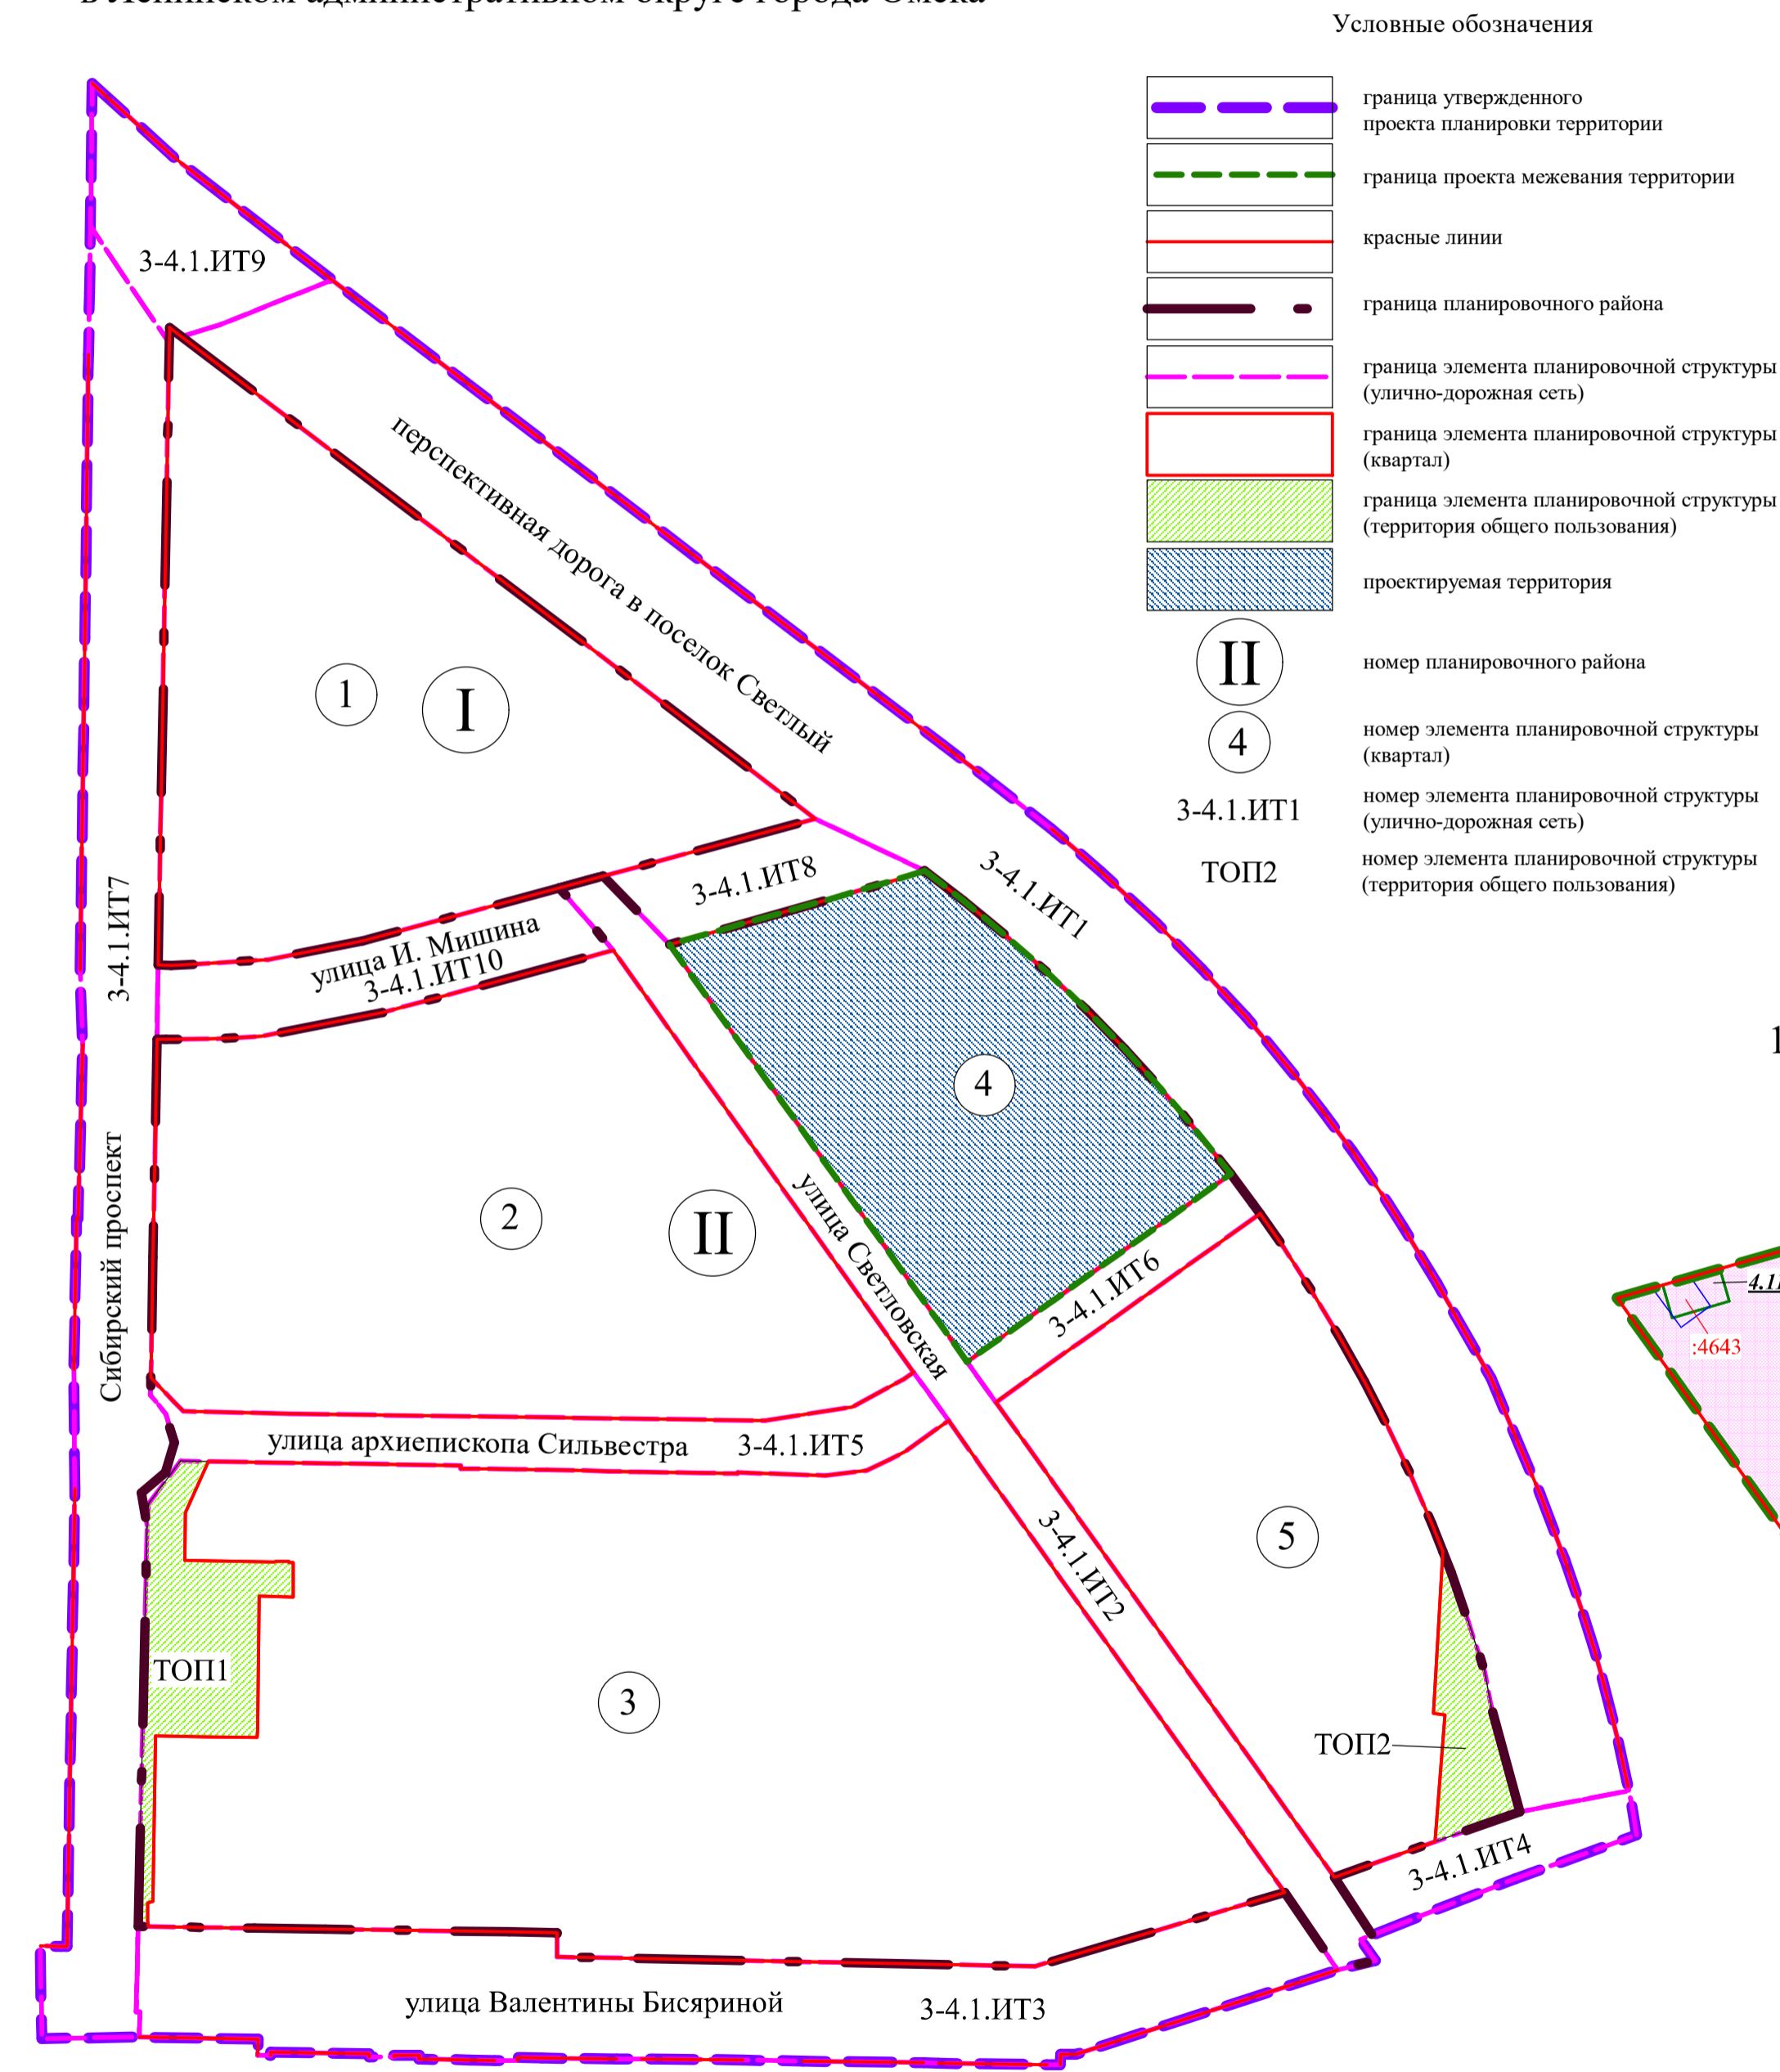 в Ленинском административном округе города Омска
Условные обозначения
граница утвержденного
проекта планировки территории
граница проекта межевания территории
красные линии
граница планировочного района
граница элемента планировочной структуры
(улично-дорожная сеть)
граница элемента планировочной структуры
(квартал)
граница элемента планировочной структуры
(территория общего пользования)
проектируемая территория
II
номер планировочного района
4
номер элемента планировочной структуры
(квартал)
3-4.1.ИТ1
номер элемента планировочной структуры
(улично-дорожная сеть)
ТОП2
номер элемента планировочной структуры
(территория общего пользования)
3-4.1.ИТ9
перспективная дорога в поселок Светлый
1
I
3-4.1.ИТ8
3-4.1.ИТ1
3-4.1.ИТ7
улица И. Мишина
3-4.1.ИТ10
4
Сибирский проспект
2
II
улица Светловская
3-4.1.ИТ6
:4643
улица архиепископа Сильвестра
3-4.1.ИТ5
3-4.1.ИТ2
5
ТОП1
3
ТОП2
3-4.1.ИТ4
улица Валентины Бисяриной
3-4.1.ИТ3